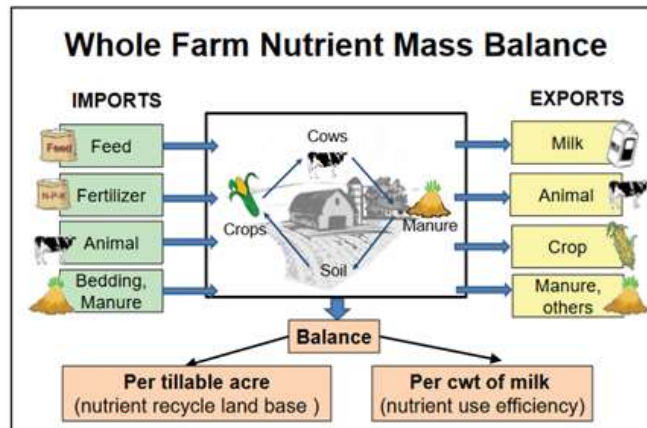 Whole Farm Nutrient Mass Balance
IMPORTS
EXPORTS
Feed
Feed
Fertilizer
N-P-K
Animal
Bedding,
Manure
Cows
Crops
Manure
Soil
Milk
Animal
Crop
Manure,
others
Balance
Per tillable acre
(nutrient recycle land base )
Per cwt of milk
(nutrient use efficiency)